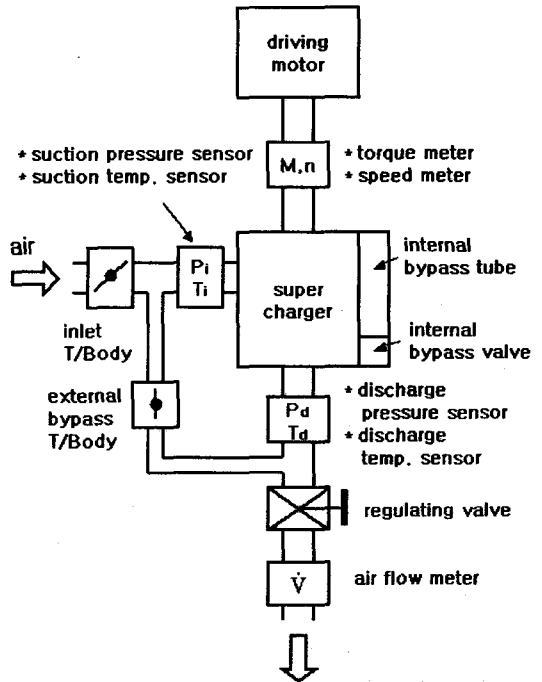 driving
motor
* suction pressure sensor
* suction temp. sensor
M,n
* torque meter
* speed meter
air
Pi
Ti
super
charger
internal
bypass tube
inlet
T/Body
internal
bypass valve
external
bypass
T/Body
Pd
Td
* discharge
pressure sensor
* discharge
temp. sensor
regulating valve
V̇
air flow meter